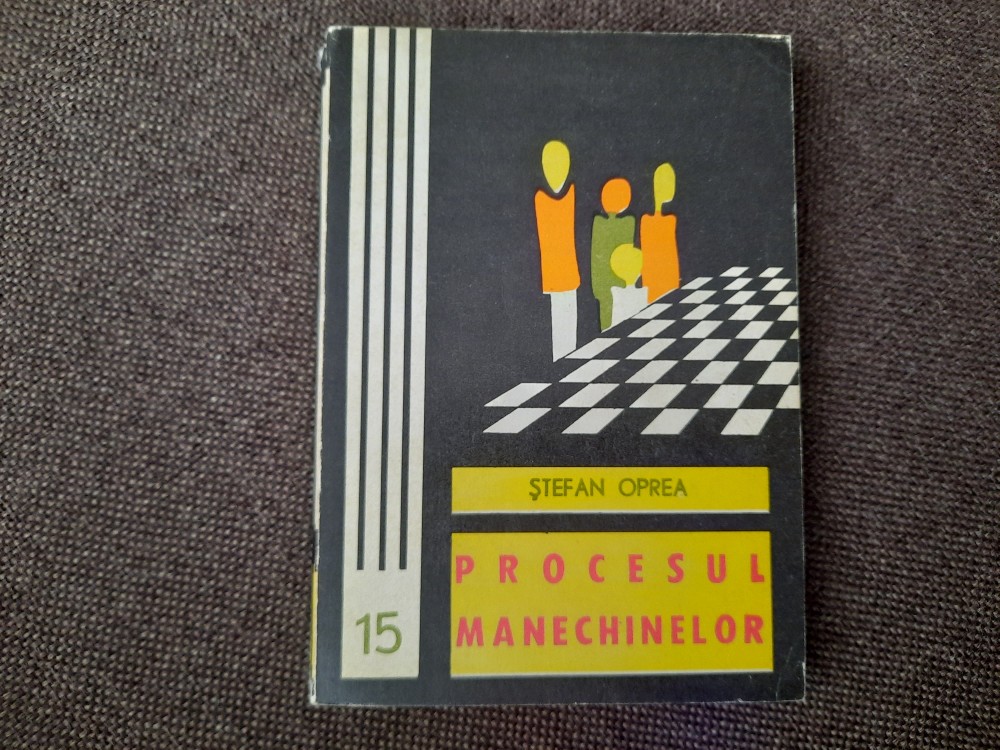 ŞTEFAN OPREA
PROCESUL
MANECHINELOR
15